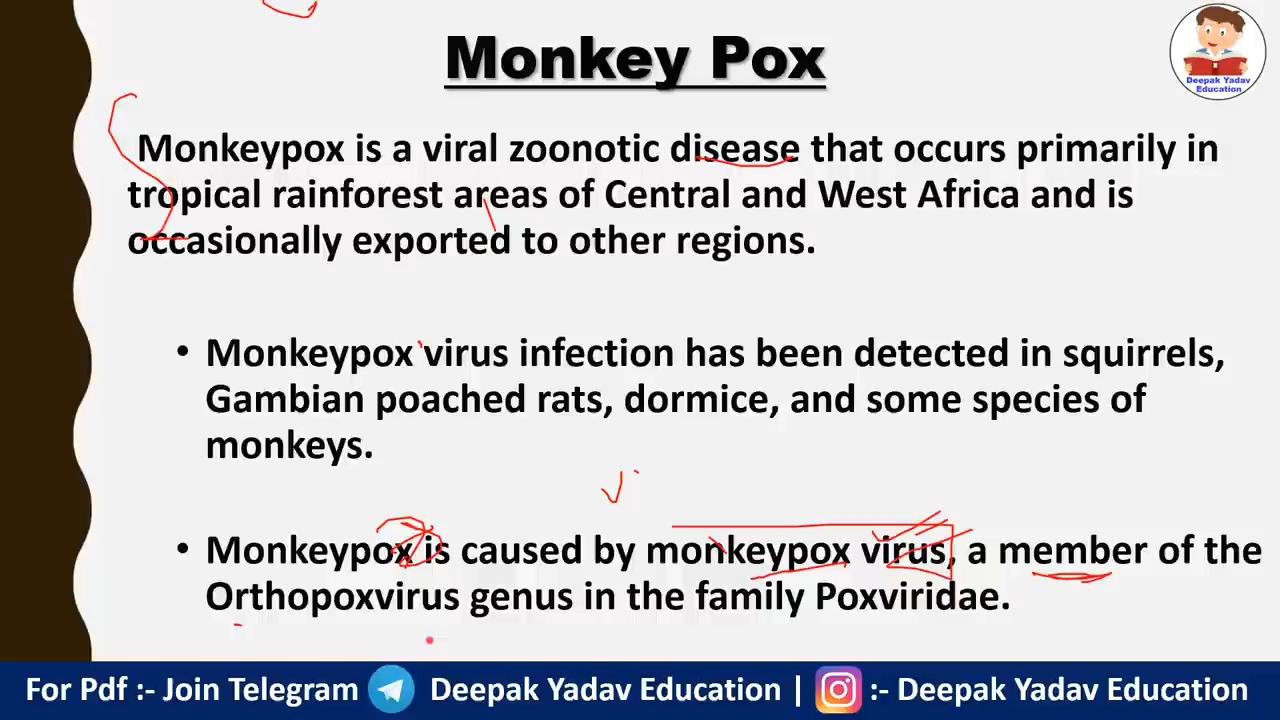 Monkey Pox
Deepak Yadav
Education
Monkeypox is a viral zoonotic disease that occurs primarily in
tropical rainforest areas of Central and West Africa and is
occasionally exported to other regions.
• Monkeypox virus infection has been detected in squirrels,
Gambian poached rats, dormice, and some species of
monkeys.
• Monkeypox is caused by monkeypox virus, a member of the
Orthopoxvirus genus in the family Poxviridae.
For Pdf :- Join Telegram Deepak Yadav Education | :- Deepak Yadav Education